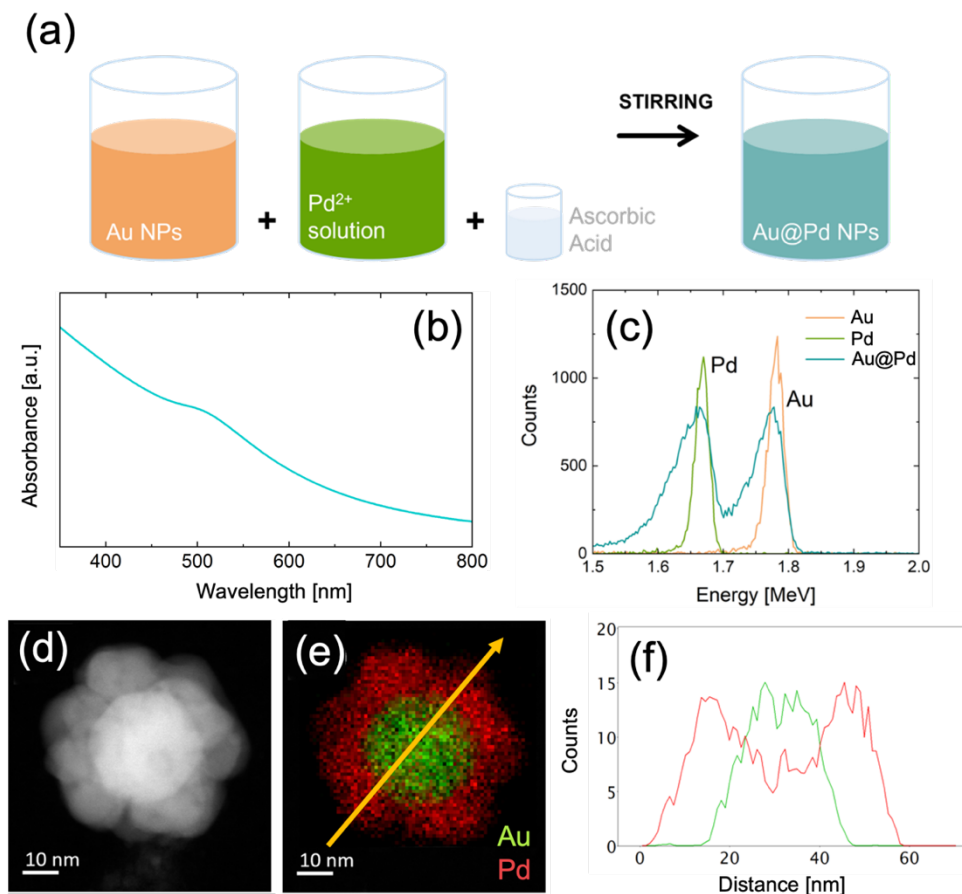 (a)
STIRRING
Au NPs
+
Pd²⁺
solution
+
Ascorbic
Acid
Au@Pd NPs
(b)
Absorbance [a.u.]
400
500
600
700
800
Wavelength [nm]
(c)
Au
Pd
Au@Pd
Pd
Au
1500
1000
500
0
Counts
1.5
1.6
1.7
1.8
1.9
2.0
Energy [MeV]
(d)
10 nm
(e)
Au
Pd
10 nm
(f)
20
15
10
5
0
Counts
0
20
40
60
Distance [nm]